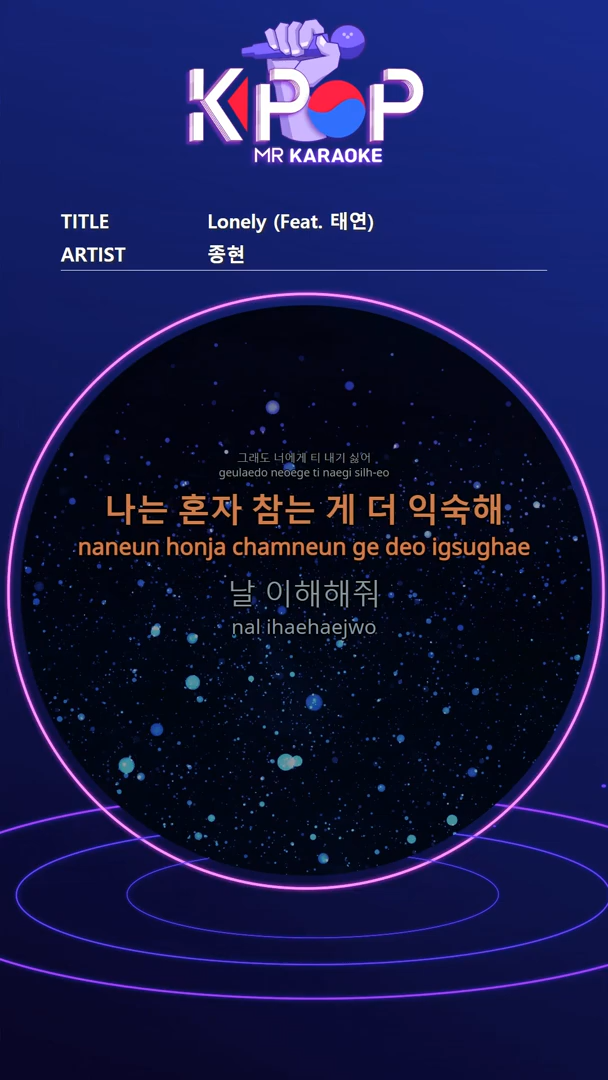 KPOP
MR KARAOKE
TITLE Lonely (Feat. 태연)
ARTIST 종현
그래도 너에게 티 내기 싫어
geulaedo neoege ti naegi silh-eo
나는 혼자 참는 게 더 익숙해
naneun honja chamneun ge deo igsughae
날 이해해줘
nal ihaehaejwo